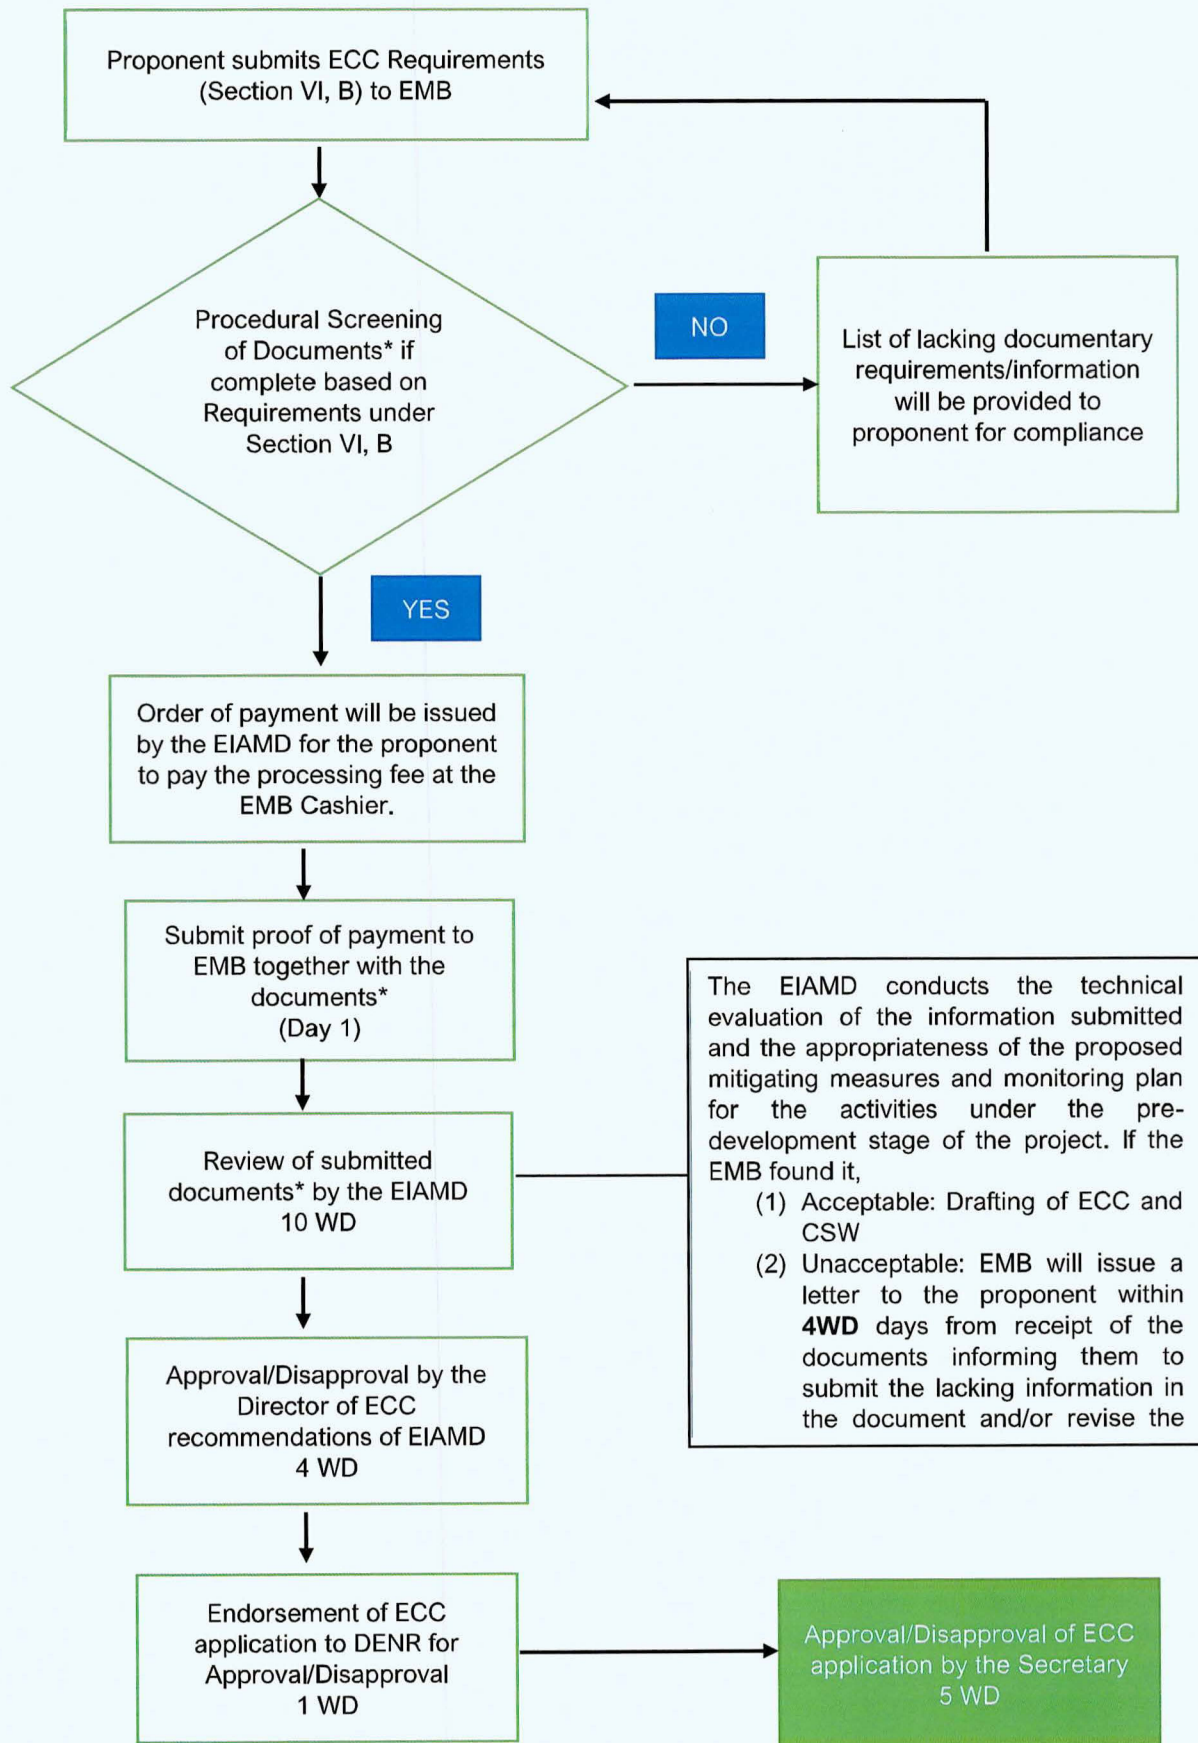 Proponent submits ECC Requirements
(Section VI, B) to EMB
Procedural Screening
of Documents* if
complete based on
Requirements under
Section VI, B
NO
List of lacking documentary
requirements/information
will be provided to
proponent for compliance
YES
Order of payment will be issued
by the EIAMD for the proponent
to pay the processing fee at the
EMB Cashier.
Submit proof of payment to
EMB together with the
documents*
(Day 1)
Review of submitted
documents* by the EIAMD
10 WD
The EIAMD conducts the technical
evaluation of the information submitted
and the appropriateness of the proposed
mitigating measures and monitoring plan
for the activities under the pre-
development stage of the project. If the
EMB found it,
(1) Acceptable: Drafting of ECC and
CSW
(2) Unacceptable: EMB will issue a
letter to the proponent within
4WD days from receipt of the
documents informing them to
submit the lacking information in
the document and/or revise the
Approval/Disapproval by the
Director of ECC
recommendations of EIAMD
4 WD
Endorsement of ECC
application to DENR for
Approval/Disapproval
1 WD
Approval/Disapproval of ECC
application by the Secretary
5 WD